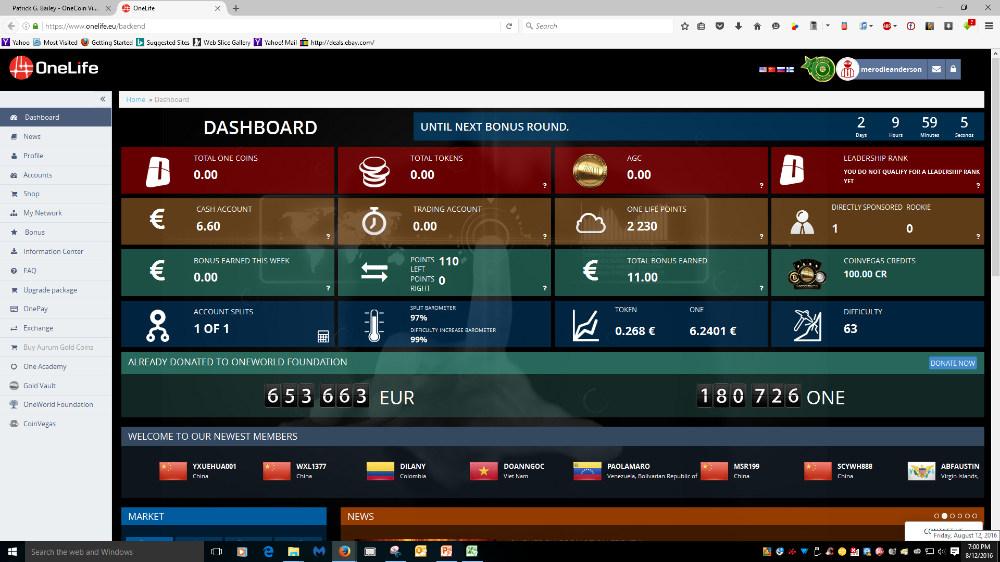 Patrick G. Bailey - OneCoin Vi...
OneLife
https://www.onelife.eu/backend
Search
Yahoo
Most Visited
Getting Started
Suggested Sites
Web Slice Gallery
Yahoo! Mail
http://deals.ebay.com/
OneLife
STARTER PACKAGE
merodieanderson
Home » Dashboard
Dashboard
News
Profile
Accounts
Shop
My Network
Bonus
Information Center
FAQ
Upgrade package
OnePay
Exchange
Buy Aurum Gold Coins
One Academy
Gold Vault
OneWorld Foundation
CoinVegas
DASHBOARD
UNTIL NEXT BONUS ROUND.
2 9 59 5
Days Hours Minutes Seconds
TOTAL ONE COINS
0.00
TOTAL TOKENS
0.00
?
AGC
0.00
?
LEADERSHIP RANK
YOU DO NOT QUALIFY FOR A LEADERSHIP RANK
YET
?
CASH ACCOUNT
6.60
?
TRADING ACCOUNT
0.00
?
ONE LIFE POINTS
2 230
?
DIRECTLY SPONSORED ROOKIE
1 0
?
BONUS EARNED THIS WEEK
0.00
?
POINTS LEFT 110
POINTS RIGHT 0
?
TOTAL BONUS EARNED
11.00
?
COINVEGAS CREDITS
100.00 CR
ACCOUNT SPLITS
1 OF 1
SPLIT BAROMETER
97%
DIFFICULTY INCREASE BAROMETER
99%
TOKEN ONE
0.268 € 6.2401 €
DIFFICULTY
63
ALREADY DONATED TO ONEWORLD FOUNDATION
DONATE NOW
653 663 EUR
180 726 ONE
WELCOME TO OUR NEWEST MEMBERS
YXUEHUA001
China
WXL1377
China
DILANY
Colombia
DOANNGOC
Viet Nam
PAOLAMARO
Venezuela, Bolivarian Republic of
MSR199
China
SCYWH888
China
ABFAUSTIN
Virgin Islands,
MARKET
NEWS
Friday, August 12, 2016
Search the web and Windows
7:00 PM
8/12/2016